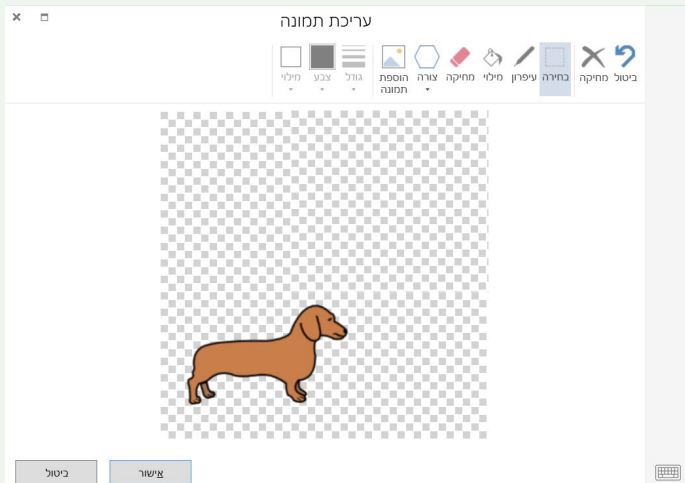 עריכת תמונה
ביטול
מחיקה
בחירה
עיפרון
מילוי
מחיקה
צורה
הוספת
תמונה
גודל
צבע
מילוי
אישור
ביטול